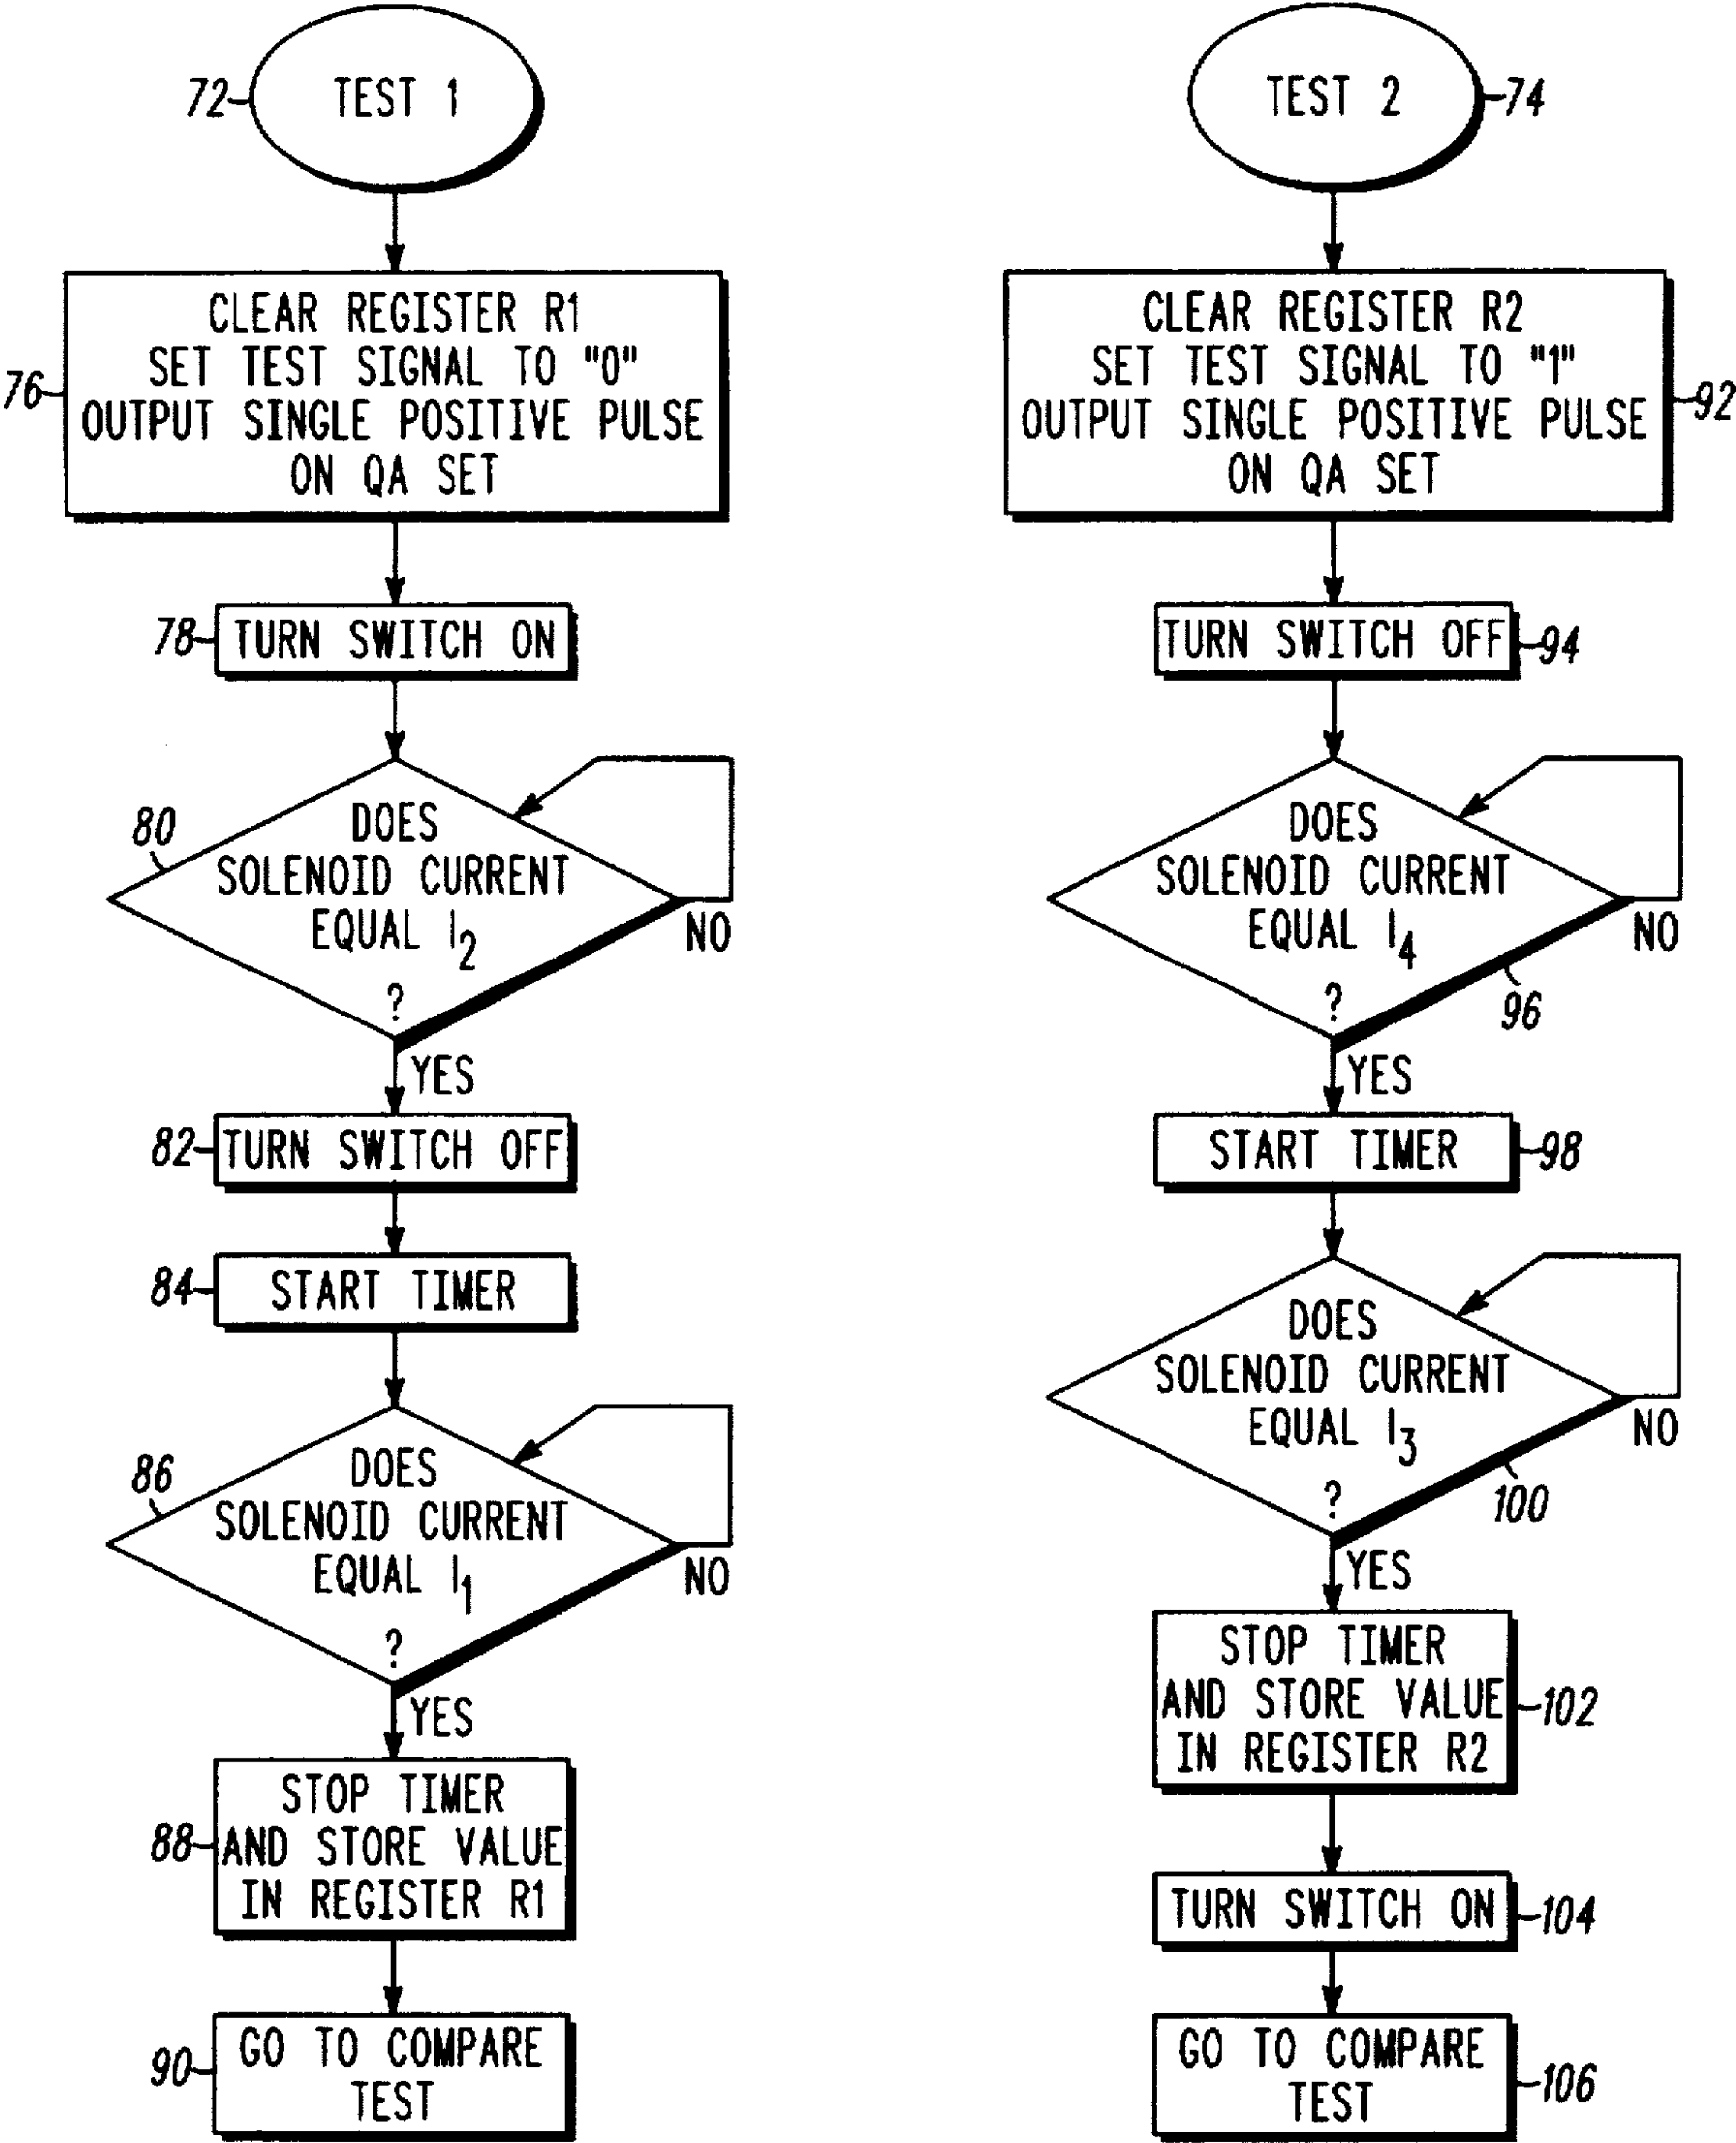 72
TEST 1
76
CLEAR REGISTER R1
SET TEST SIGNAL TO "0"
OUTPUT SINGLE POSITIVE PULSE
ON QA SET
78
TURN SWITCH ON
80
DOES
SOLENOID CURRENT
EQUAL I2
?
NO
YES
82
TURN SWITCH OFF
84
START TIMER
86
DOES
SOLENOID CURRENT
EQUAL I1
?
NO
YES
88
STOP TIMER
AND STORE VALUE
IN REGISTER R1
90
GO TO COMPARE
TEST
TEST 2
74
CLEAR REGISTER R2
SET TEST SIGNAL TO "1"
OUTPUT SINGLE POSITIVE PULSE
ON QA SET
92
TURN SWITCH OFF
94
DOES
SOLENOID CURRENT
EQUAL I4
?
NO
96
YES
START TIMER
98
DOES
SOLENOID CURRENT
EQUAL I3
?
NO
100
YES
STOP TIMER
AND STORE VALUE
IN REGISTER R2
102
TURN SWITCH ON
104
GO TO COMPARE
TEST
106